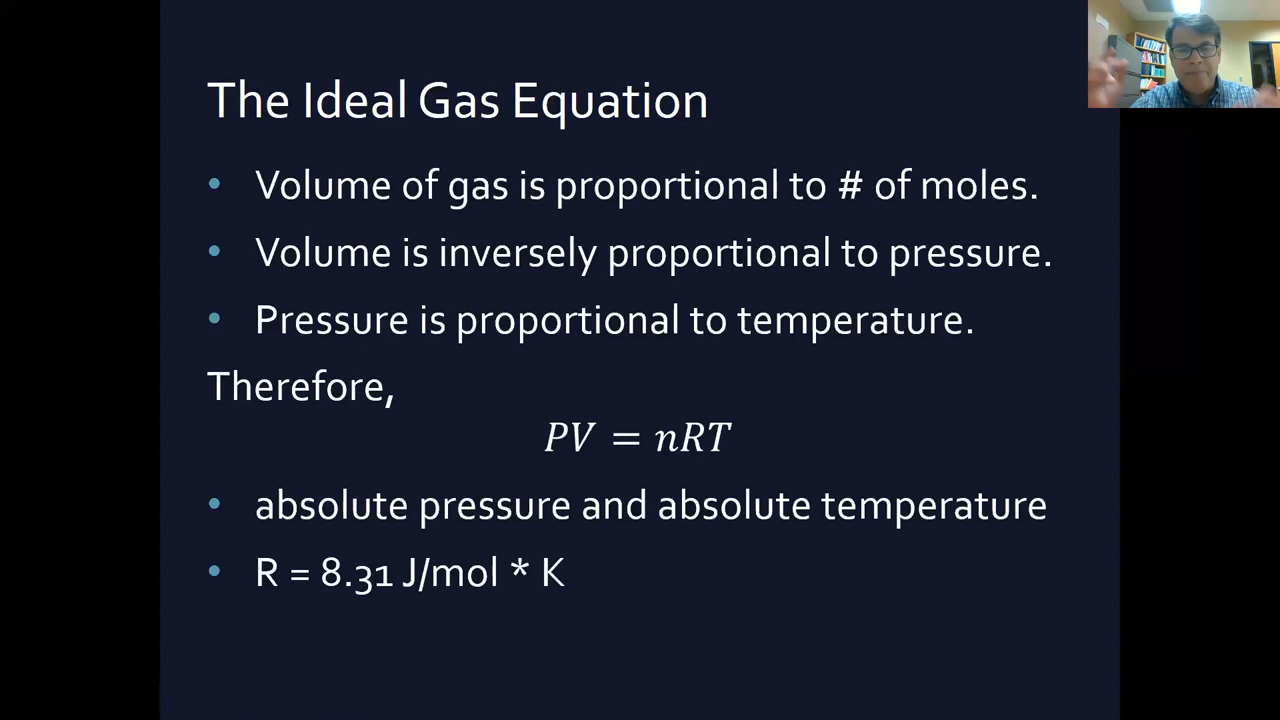 The Ideal Gas Equation
• Volume of gas is proportional to # of moles.
• Volume is inversely proportional to pressure.
• Pressure is proportional to temperature.
Therefore,
PV = nRT
• absolute pressure and absolute temperature
• R = 8.31 J/mol * K